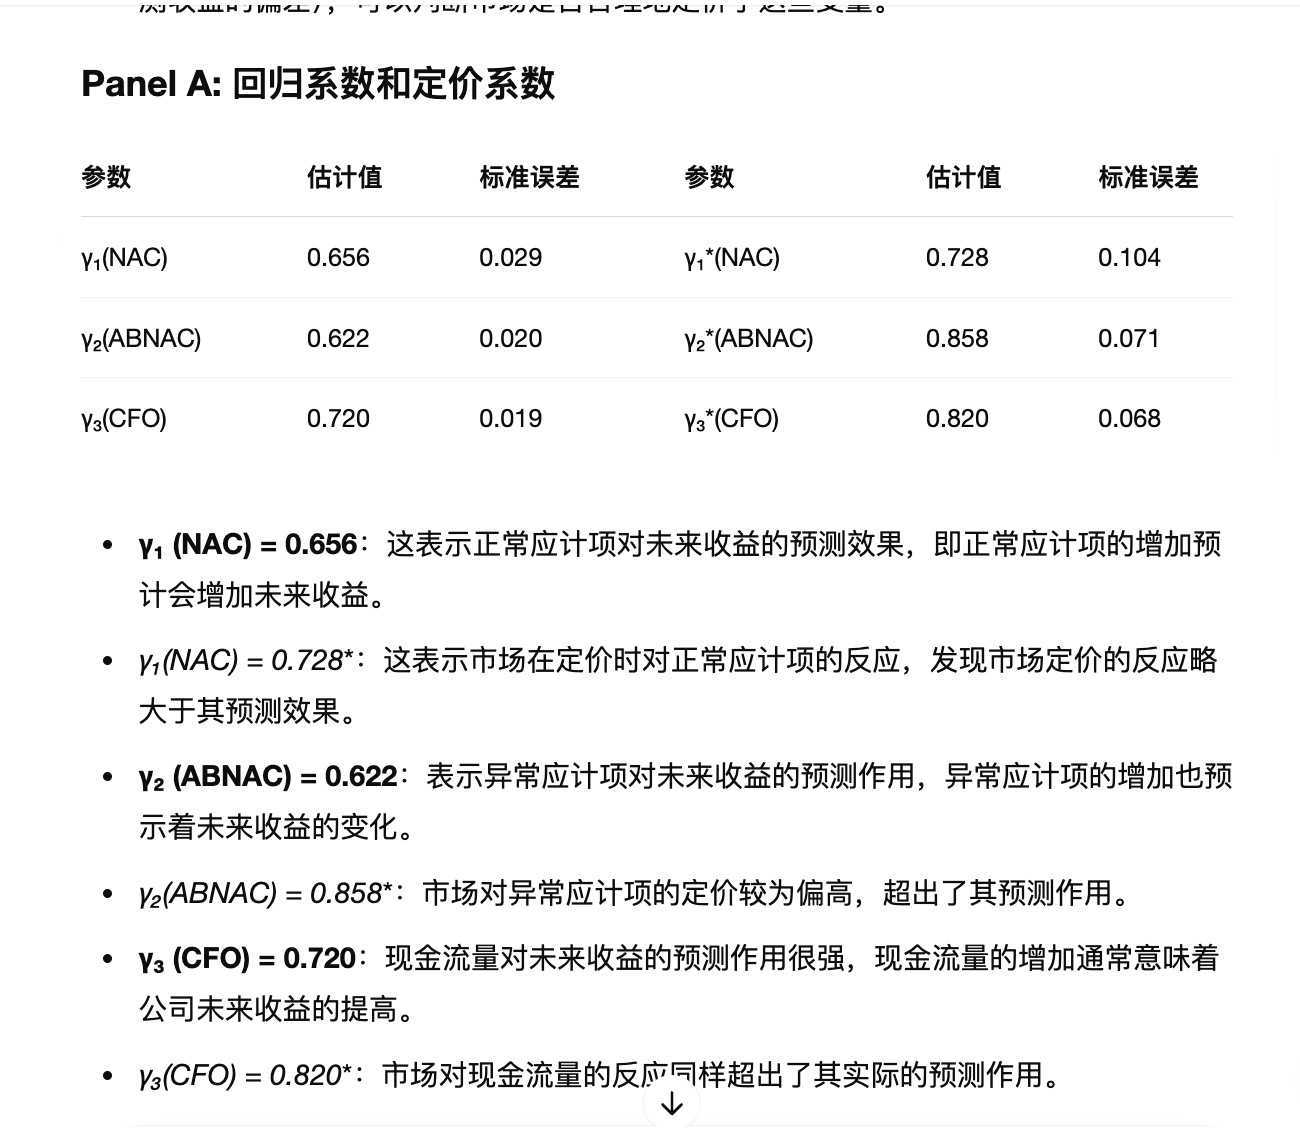 Panel A: 回归系数和定价系数
参数 估计值 标准误差 参数 估计值 标准误差
γ₁(NAC) 0.656 0.029 γ₁*(NAC) 0.728 0.104
γ₂(ABNAC) 0.622 0.020 γ₂*(ABNAC) 0.858 0.071
γ₃(CFO) 0.720 0.019 γ₃*(CFO) 0.820 0.068
• γ₁ (NAC) = 0.656：这表示正常应计项对未来收益的预测效果，即正常应计项的增加预
计会增加未来收益。
• γ₁(NAC) = 0.728*：这表示市场在定价时对正常应计项的反应，发现市场定价的反应略
大于其预测效果。
• γ₂ (ABNAC) = 0.622：表示异常应计项对未来收益的预测作用，异常应计项的增加也预
示着未来收益的变化。
• γ₂(ABNAC) = 0.858*：市场对异常应计项的定价较为偏高，超出了其预测作用。
• γ₃ (CFO) = 0.720：现金流量对未来收益的预测作用很强，现金流量的增加通常意味着
公司未来收益的提高。
• γ₃(CFO) = 0.820*：市场对现金流量的反应同样超出了其实际的预测作用。